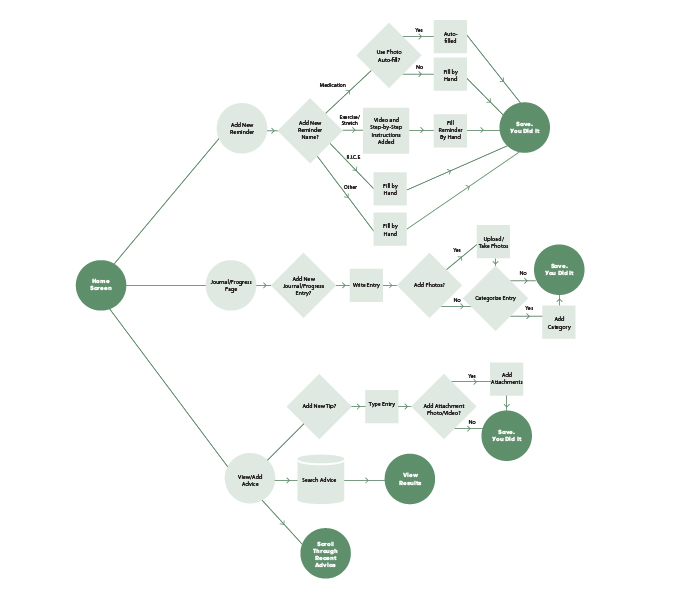 Home
Screen
Add New
Reminder
Add New
Reminder
Name?
Medication
Use Photo
Auto-fill?
Yes
Auto-
filled
No
Fill by
Hand
Exercise/
Stretch
Video and
Step-by-Step
Instructions
Added
Fill
Reminder
By Hand
R.I.C.E
Fill by
Hand
Other
Fill by
Hand
Save.
You Did It
Journal/Progress
Page
Add New
Journal/Progress
Entry?
Write Entry
Add Photos?
Yes
Upload/
Take Photos
No
Categorize Entry
No
Save.
You Did It
Yes
Add
Category
View/Add
Advice
Add New Tip?
Type Entry
Add Attachment
Photo/Video?
Yes
Add
Attachments
No
Save.
You Did It
Search Advice
View
Results
Scroll
Through
Recent
Advice